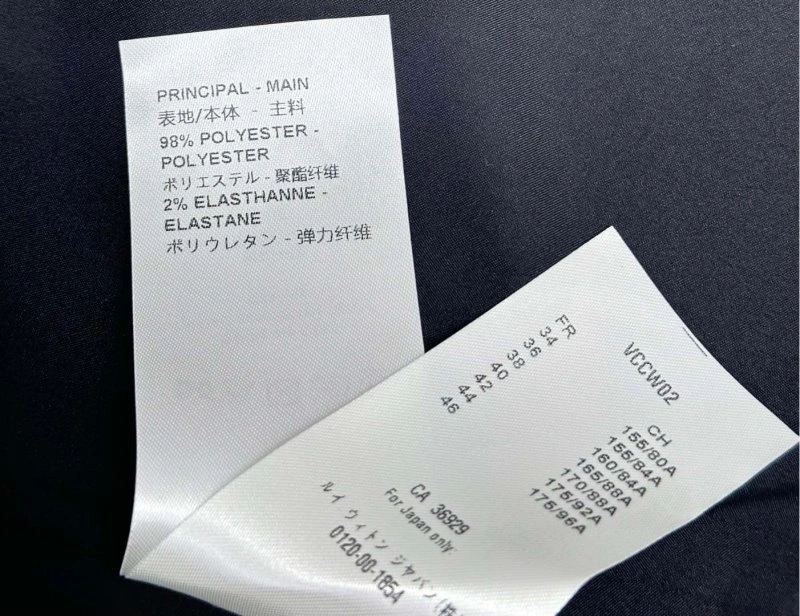 PRINCIPAL - MAIN
表地/本体 - 主料
98% POLYESTER -
POLYESTER
ポリエステル - 聚酯纤维
2% ELASTHANNE -
ELASTANE
ポリウレタン - 弹力纤维
VCCW02
FR CH
34 155/80A
36 155/84A
38 160/84A
40 165/88A
42 170/88A
44 175/92A
46 175/96A
CA 36929
For Japan only:
ルイ ウィトン ジャパン (株
0120-00-1854